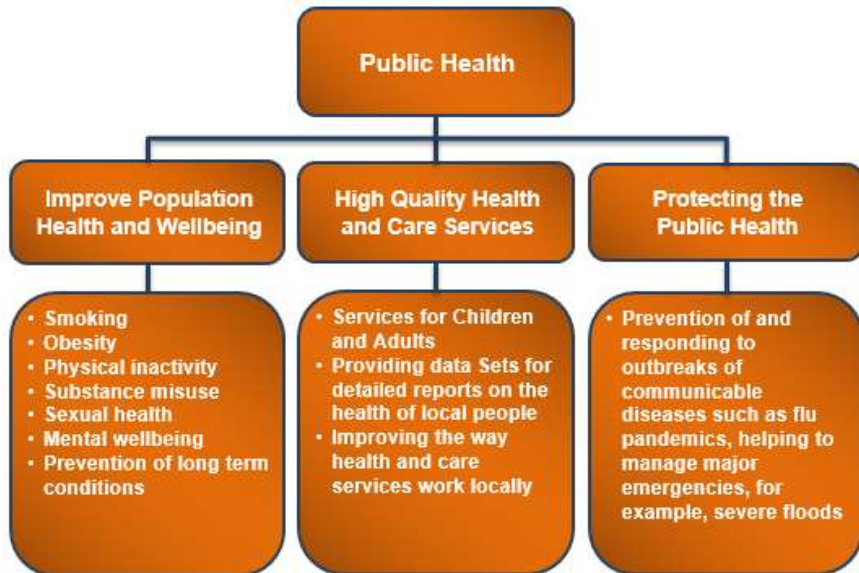 Public Health
Improve Population
Health and Wellbeing
High Quality Health
and Care Services
Protecting the
Public Health
• Smoking
• Obesity
• Physical inactivity
• Substance misuse
• Sexual health
• Mental wellbeing
• Prevention of long term
conditions
• Services for Children
and Adults
• Providing data Sets for
detailed reports on the
health of local people
• Improving the way
health and care
services work locally
• Prevention of and
responding to
outbreaks of
communicable
diseases such as flu
pandemics, helping to
manage major
emergencies, for
example, severe floods